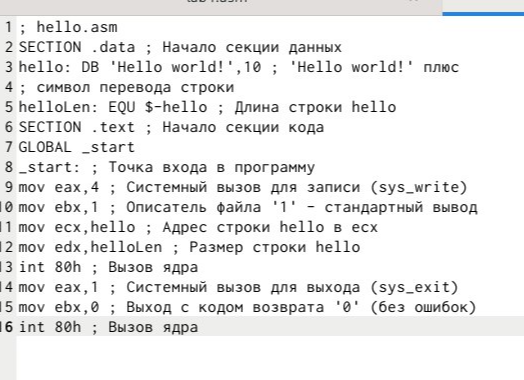 1 ; hello.asm
2 SECTION .data ; Начало секции данных
3 hello: DB 'Hello world!',10 ; 'Hello world!' плюс
4 ; символ перевода строки
5 helloLen: EQU $-hello ; Длина строки hello
6 SECTION .text ; Начало секции кода
7 GLOBAL _start
8 _start: ; Точка входа в программу
9 mov eax,4 ; Системный вызов для записи (sys_write)
10 mov ebx,1 ; Описатель файла '1' - стандартный вывод
11 mov ecx,hello ; Адрес строки hello в ecx
12 mov edx,helloLen ; Размер строки hello
13 int 80h ; Вызов ядра
14 mov eax,1 ; Системный вызов для выхода (sys_exit)
15 mov ebx,0 ; Выход с кодом возврата '0' (без ошибок)
16 int 80h ; Вызов ядра